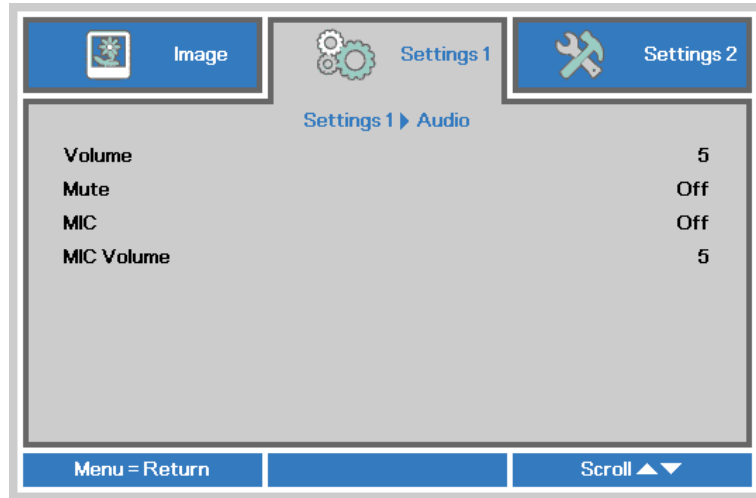 Image
Settings 1
Settings 2
Settings 1 ▶ Audio
Volume 5
Mute Off
MIC Off
MIC Volume 5
Menu = Return
Scroll ▲▼